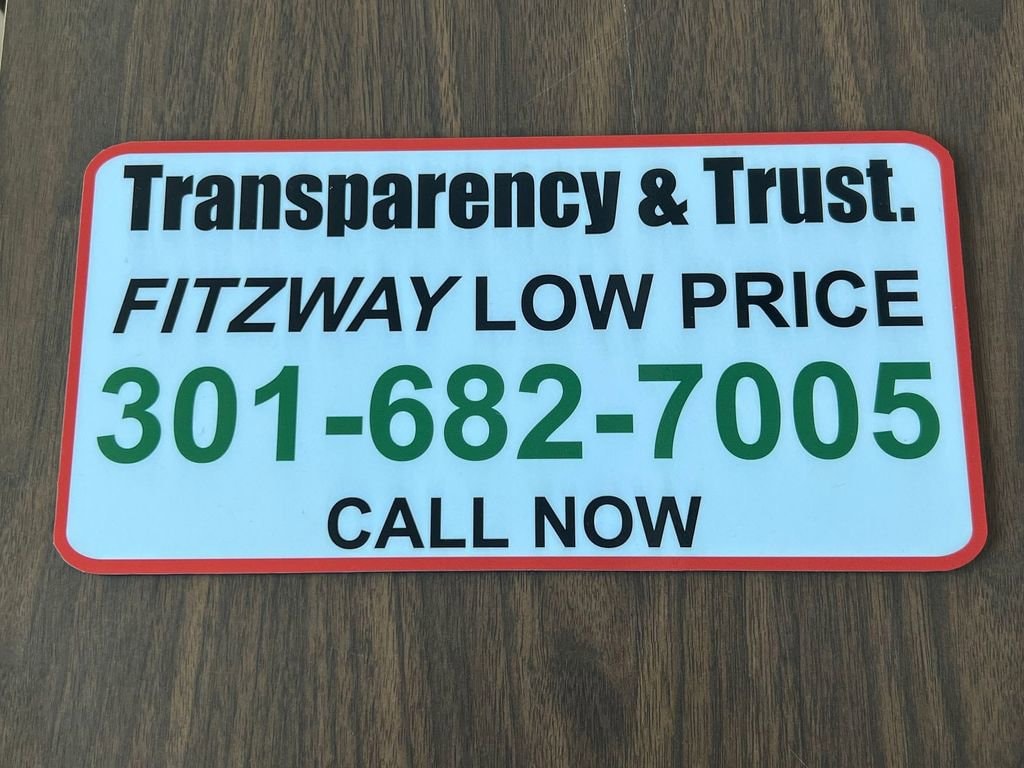 Transparency & Trust.
FITZWAY LOW PRICE
301-682-7005
CALL NOW